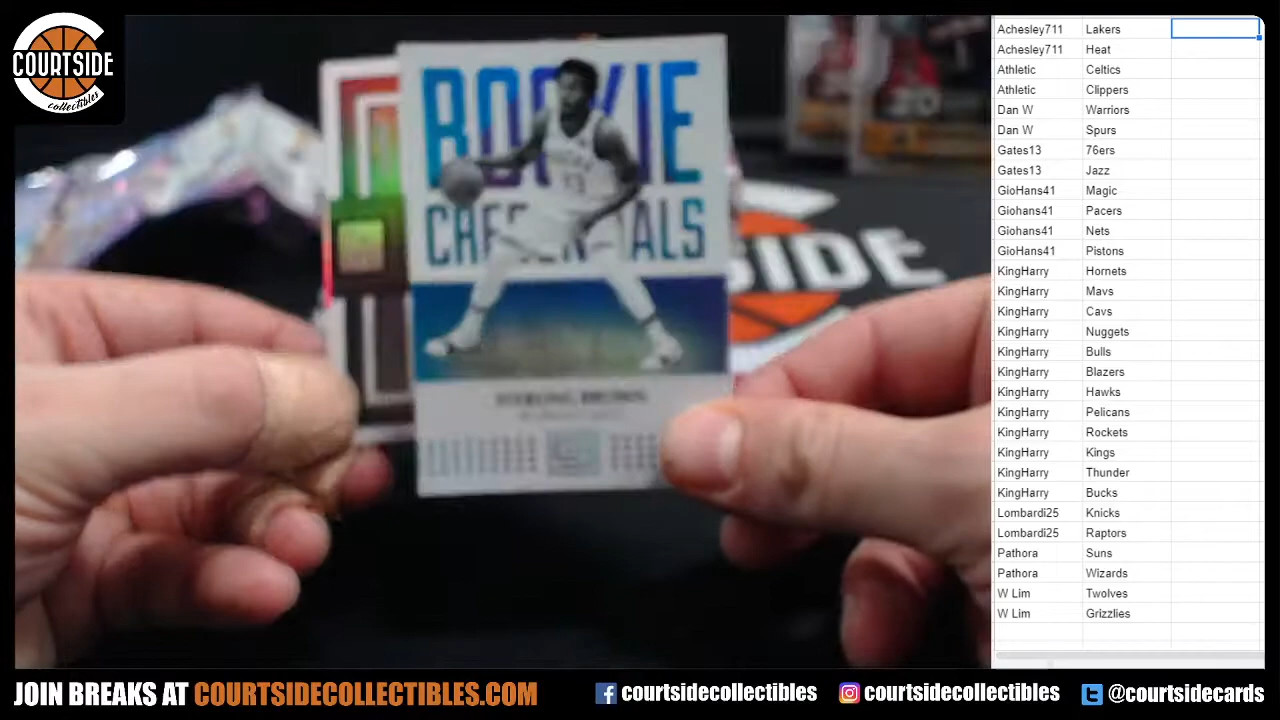 COURTSIDE
collectibles
ROOKIE
CREDENTIALS
STERLING BROWN
SIDE
Achesley711 Lakers
Achesley711 Heat
Athletic Celtics
Athletic Clippers
Dan W Warriors
Dan W Spurs
Gates13 76ers
Gates13 Jazz
GioHans41 Magic
Giohans41 Pacers
Giohans41 Nets
GioHans41 Pistons
KingHarry Hornets
KingHarry Mavs
KingHarry Cavs
KingHarry Nuggets
KingHarry Bulls
KingHarry Blazers
KingHarry Hawks
KingHarry Pelicans
KingHarry Rockets
KingHarry Kings
KingHarry Thunder
KingHarry Bucks
Lombardi25 Knicks
Lombardi25 Raptors
Pathora Suns
Pathora Wizards
W Lim Twolves
W Lim Grizzlies
JOIN BREAKS AT COURTSIDECOLLECTIBLES.COM
courtsidecollectibles
courtsidecollectibles
@courtsidecards